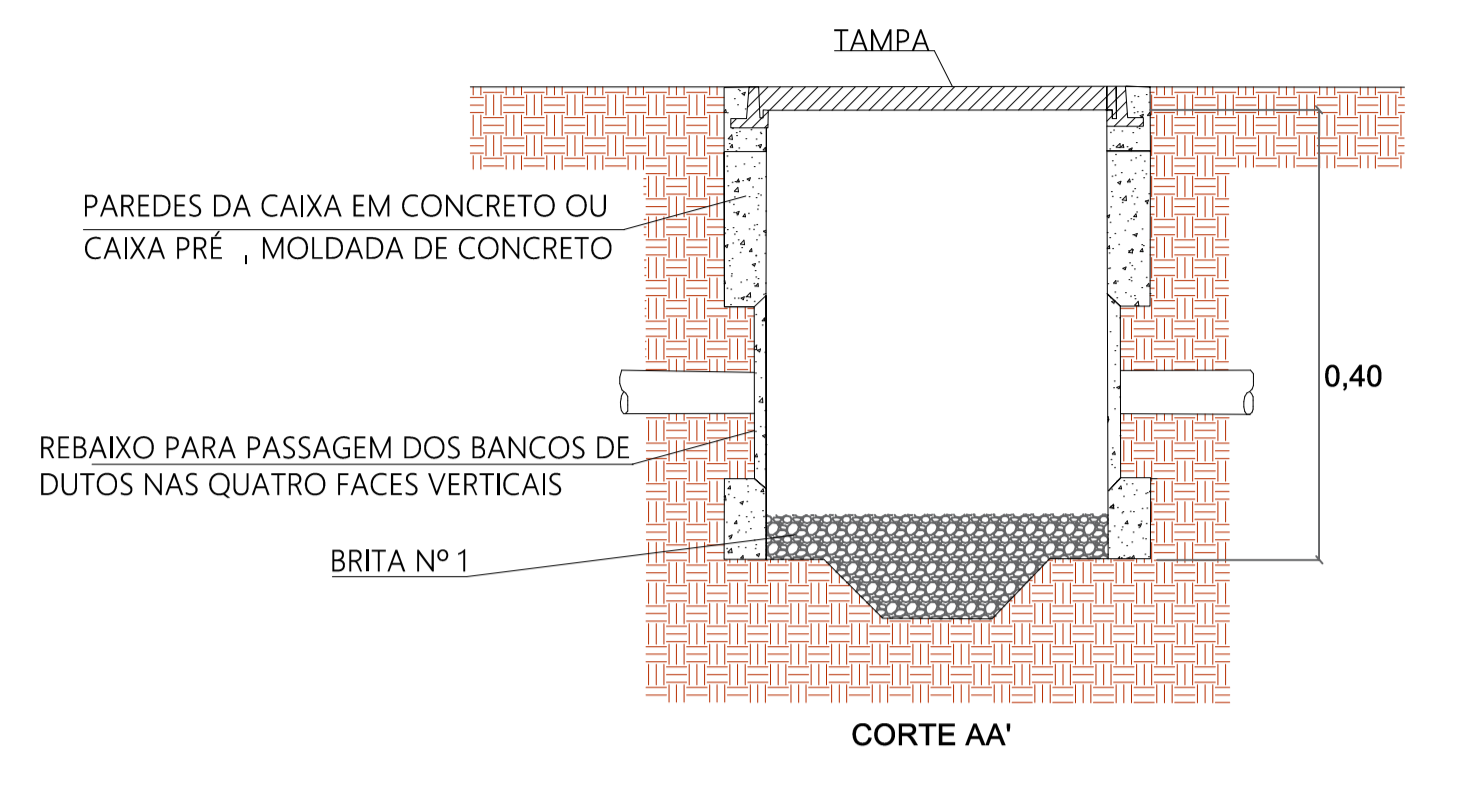 TAMPA
PAREDES DA CAIXA EM CONCRETO OU
CAIXA PRÉ , MOLDADA DE CONCRETO
0,40
REBAIXO PARA PASSAGEM DOS BANCOS DE
DUTOS NAS QUATRO FACES VERTICAIS
BRITA Nº 1
CORTE AA'